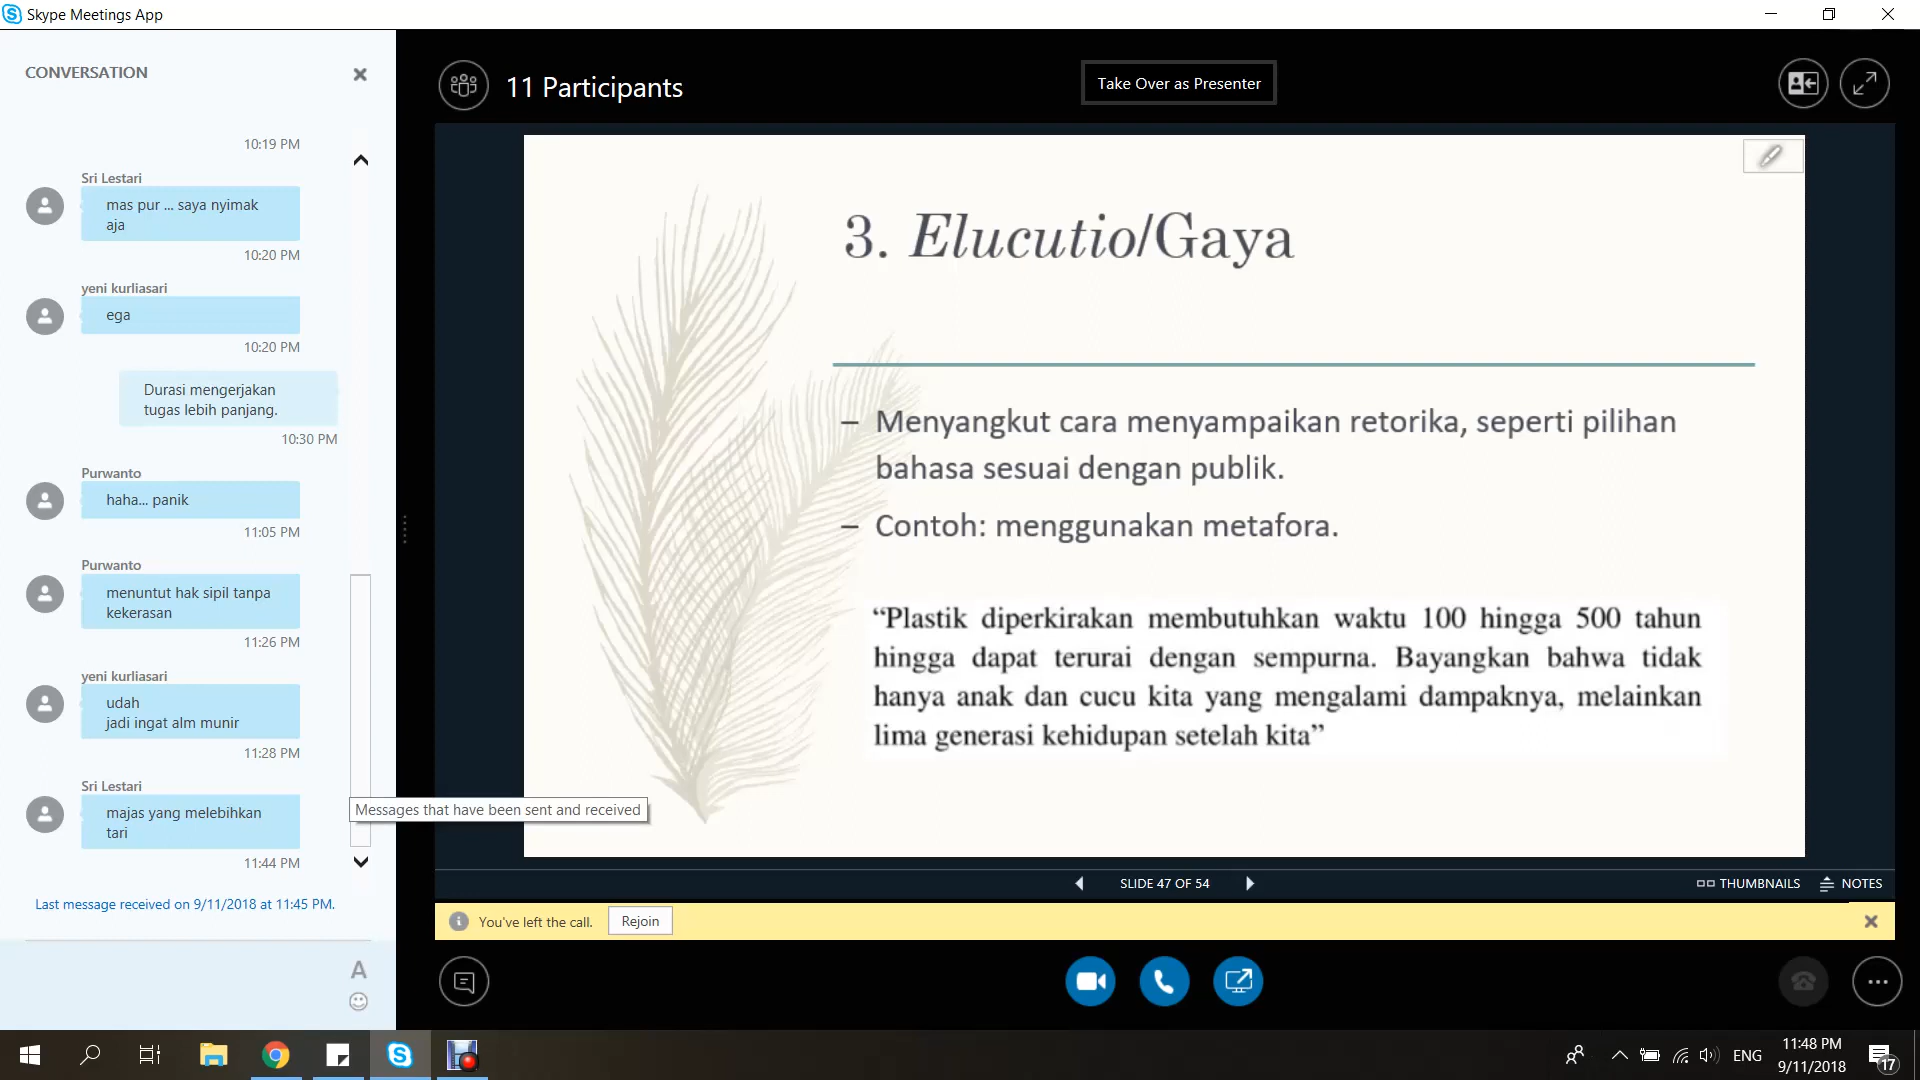 Skype Meetings App
CONVERSATION
10:19 PM
Sri Lestari
mas pur ... saya nyimak
aja
10:20 PM
yeni kurliasari
ega
10:20 PM
Durasi mengerjakan
tugas lebih panjang.
10:30 PM
Purwanto
haha... panik
11:05 PM
Purwanto
menuntut hak sipil tanpa
kekerasan
11:26 PM
yeni kurliasari
udah
jadi ingat alm munir
11:28 PM
Sri Lestari
majas yang melebihkan
tari
11:44 PM
Last message received on 9/11/2018 at 11:45 PM.
A
Messages that have been sent and received
11 Participants
Take Over as Presenter
3. Elucutio/Gaya
– Menyangkut cara menyampaikan retorika, seperti pilihan
bahasa sesuai dengan publik.
– Contoh: menggunakan metafora.
“Plastik diperkirakan membutuhkan waktu 100 hingga 500 tahun
hingga dapat terurai dengan sempurna. Bayangkan bahwa tidak
hanya anak dan cucu kita yang mengalami dampaknya, melainkan
lima generasi kehidupan setelah kita”
SLIDE 47 OF 54
THUMBNAILS
NOTES
You've left the call.
Rejoin
ENG
11:48 PM
9/11/2018
17